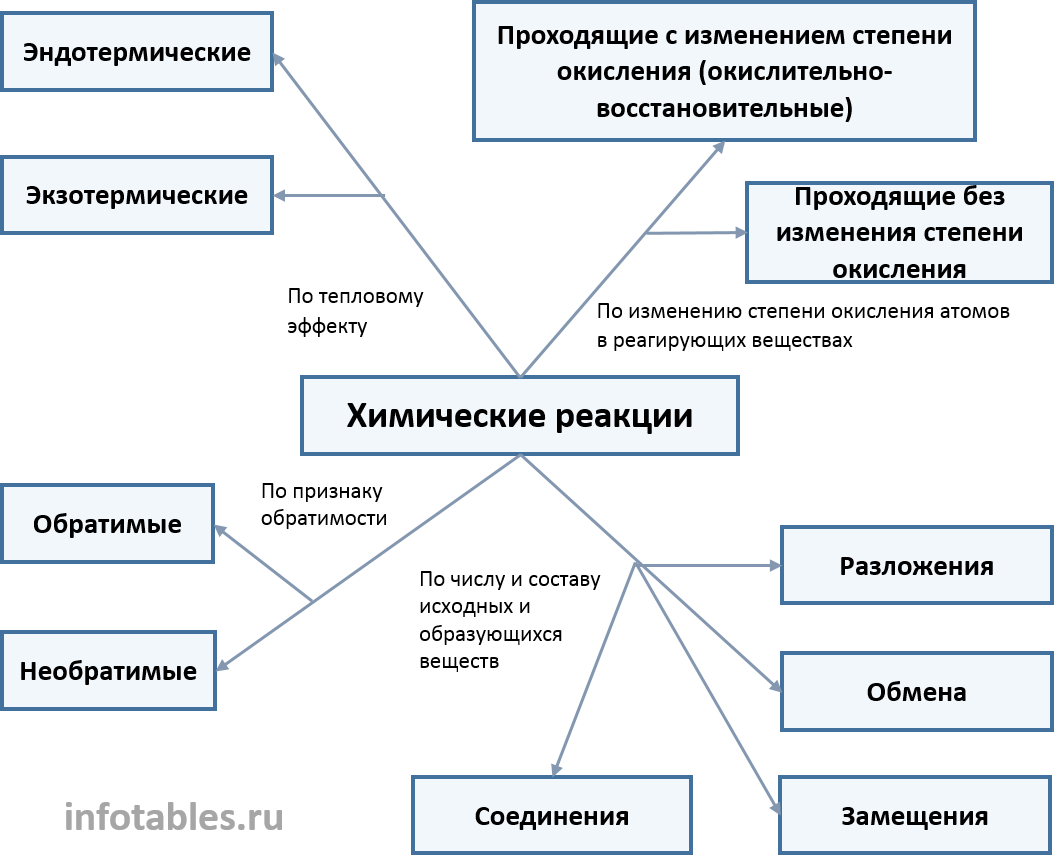 Эндотермические
Проходящие с изменением степени
окисления (окислительно-
восстановительные)
Экзотермические
Проходящие без
изменения степени
окисления
По тепловому
эффекту
По изменению степени окисления атомов
в реагирующих веществах
Химические реакции
По признаку
обратимости
Обратимые
Необратимые
По числу и составу
исходных и
образующихся
веществ
Разложения
Обмена
Соединения
Замещения
infotables.ru